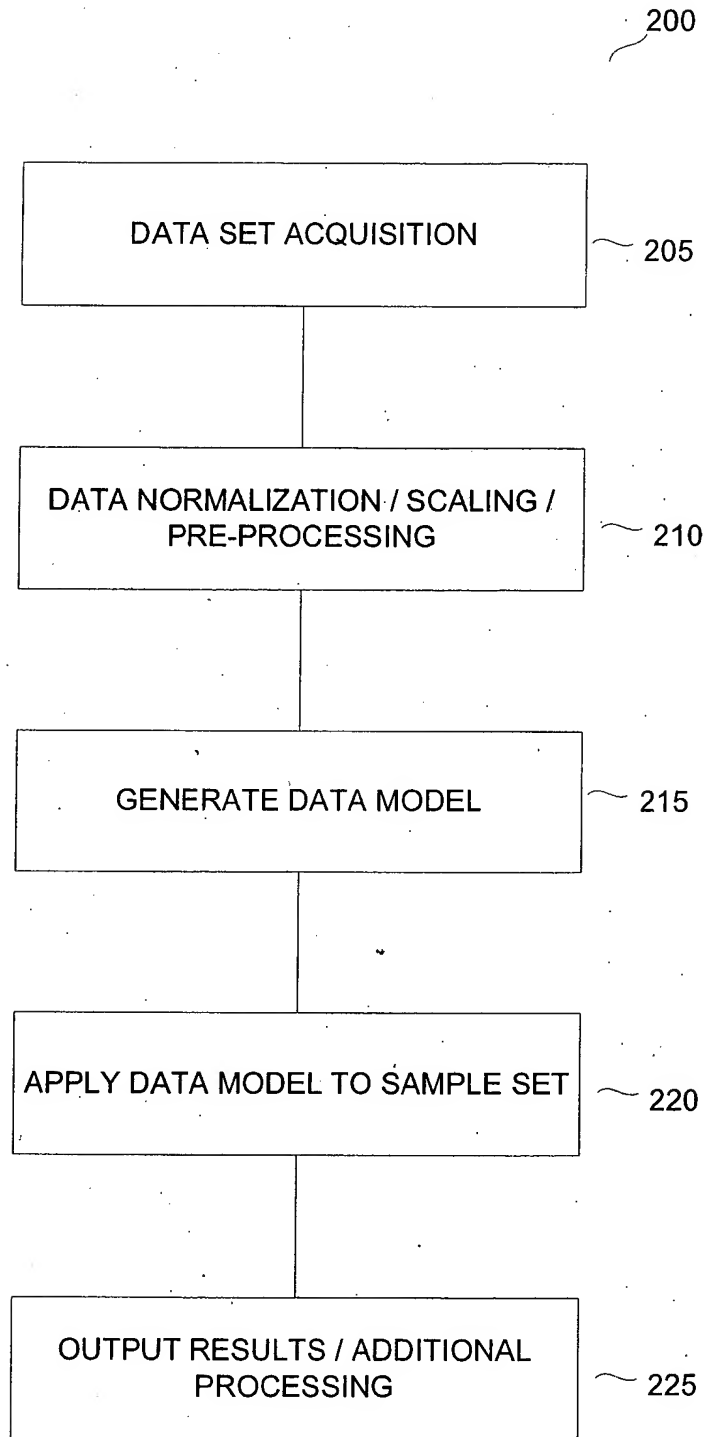 200
DATA SET ACQUISITION
205
DATA NORMALIZATION / SCALING /
PRE-PROCESSING
210
GENERATE DATA MODEL
215
APPLY DATA MODEL TO SAMPLE SET
220
OUTPUT RESULTS / ADDITIONAL
PROCESSING
225